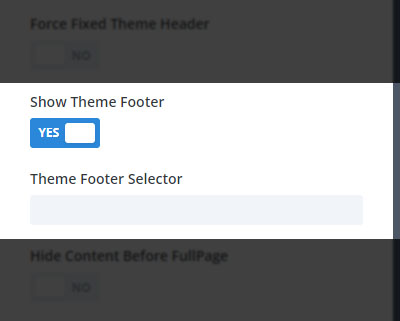 Force Fixed Theme Header
NO
Show Theme Footer
YES
Theme Footer Selector
Hide Content Before FullPage
NO